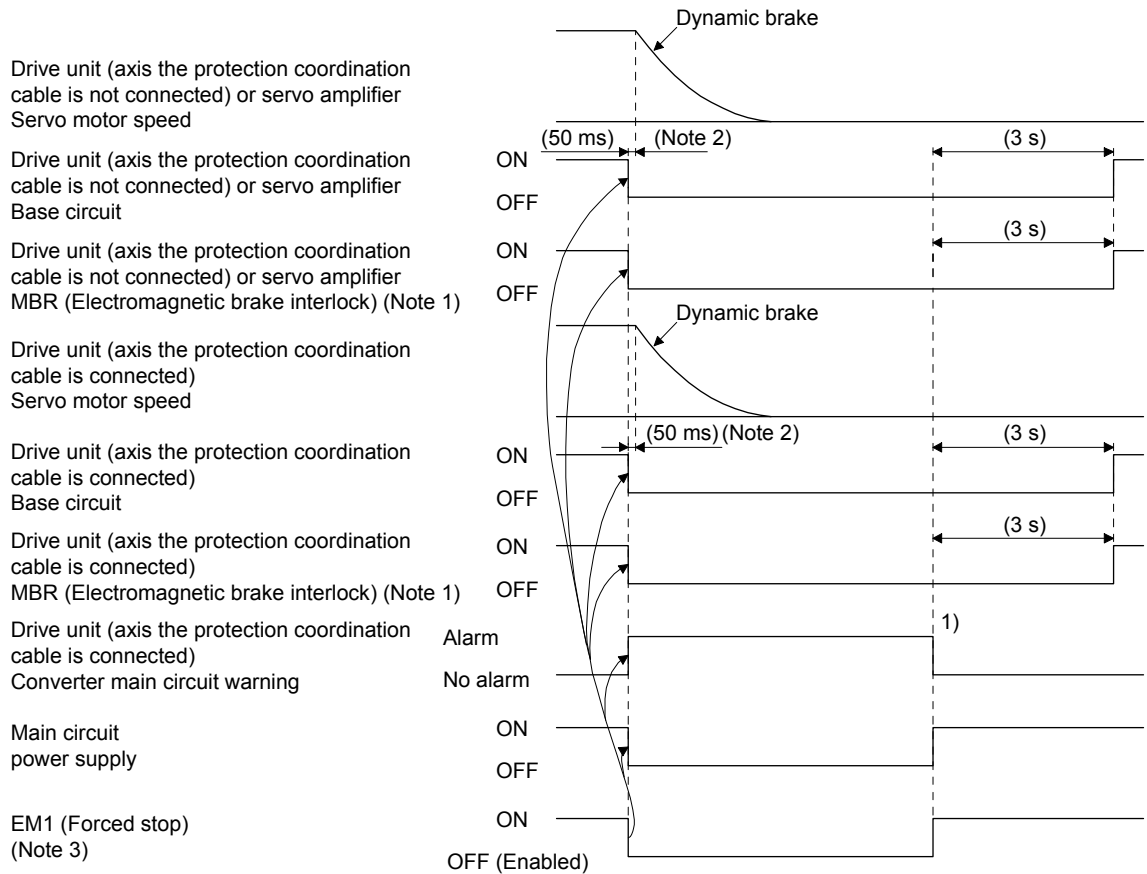 Dynamic brake
Drive unit (axis the protection coordination
cable is not connected) or servo amplifier
Servo motor speed
(50 ms)
(Note 2)
(3 s)
Drive unit (axis the protection coordination
cable is not connected) or servo amplifier
Base circuit
ON
OFF
(3 s)
Drive unit (axis the protection coordination
cable is not connected) or servo amplifier
MBR (Electromagnetic brake interlock) (Note 1)
ON
OFF
Dynamic brake
Drive unit (axis the protection coordination
cable is connected)
Servo motor speed
(50 ms) (Note 2)
(3 s)
Drive unit (axis the protection coordination
cable is connected)
Base circuit
ON
OFF
(3 s)
Drive unit (axis the protection coordination
cable is connected)
MBR (Electromagnetic brake interlock) (Note 1)
ON
OFF
1)
Drive unit (axis the protection coordination
cable is connected)
Converter main circuit warning
Alarm
No alarm
Main circuit
power supply
ON
OFF
EM1 (Forced stop)
(Note 3)
ON
OFF (Enabled)